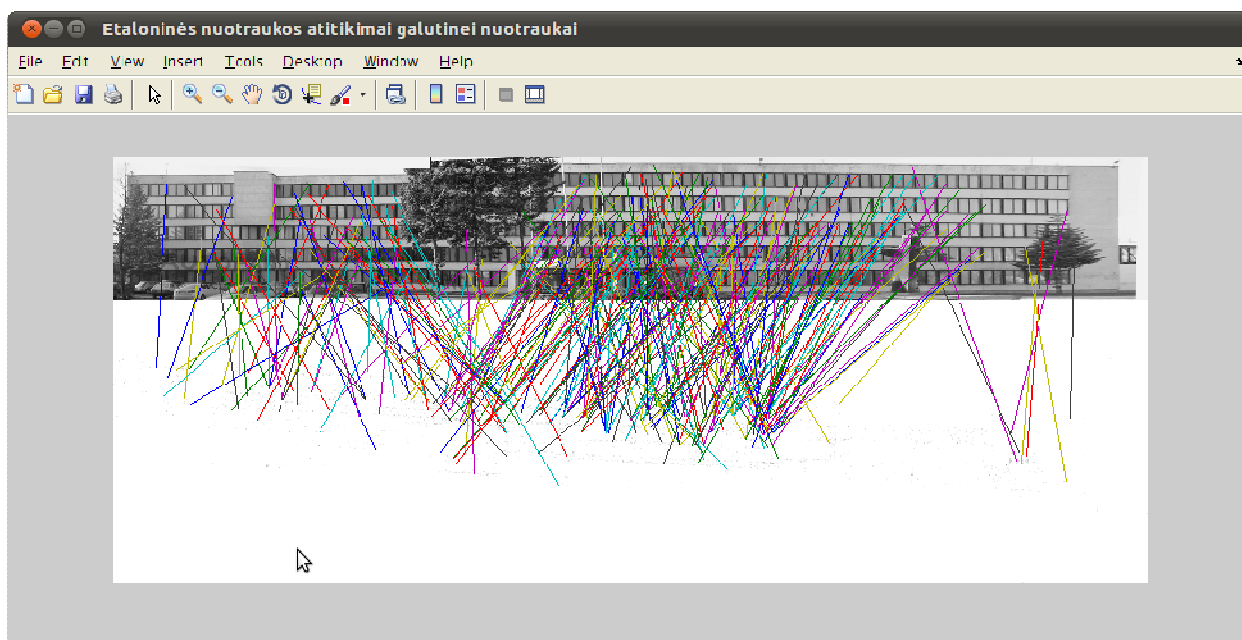 Etaloninės nuotraukos atitikimai galutinei nuotraukai
File Edit View Insert Tools Desktop Window Help